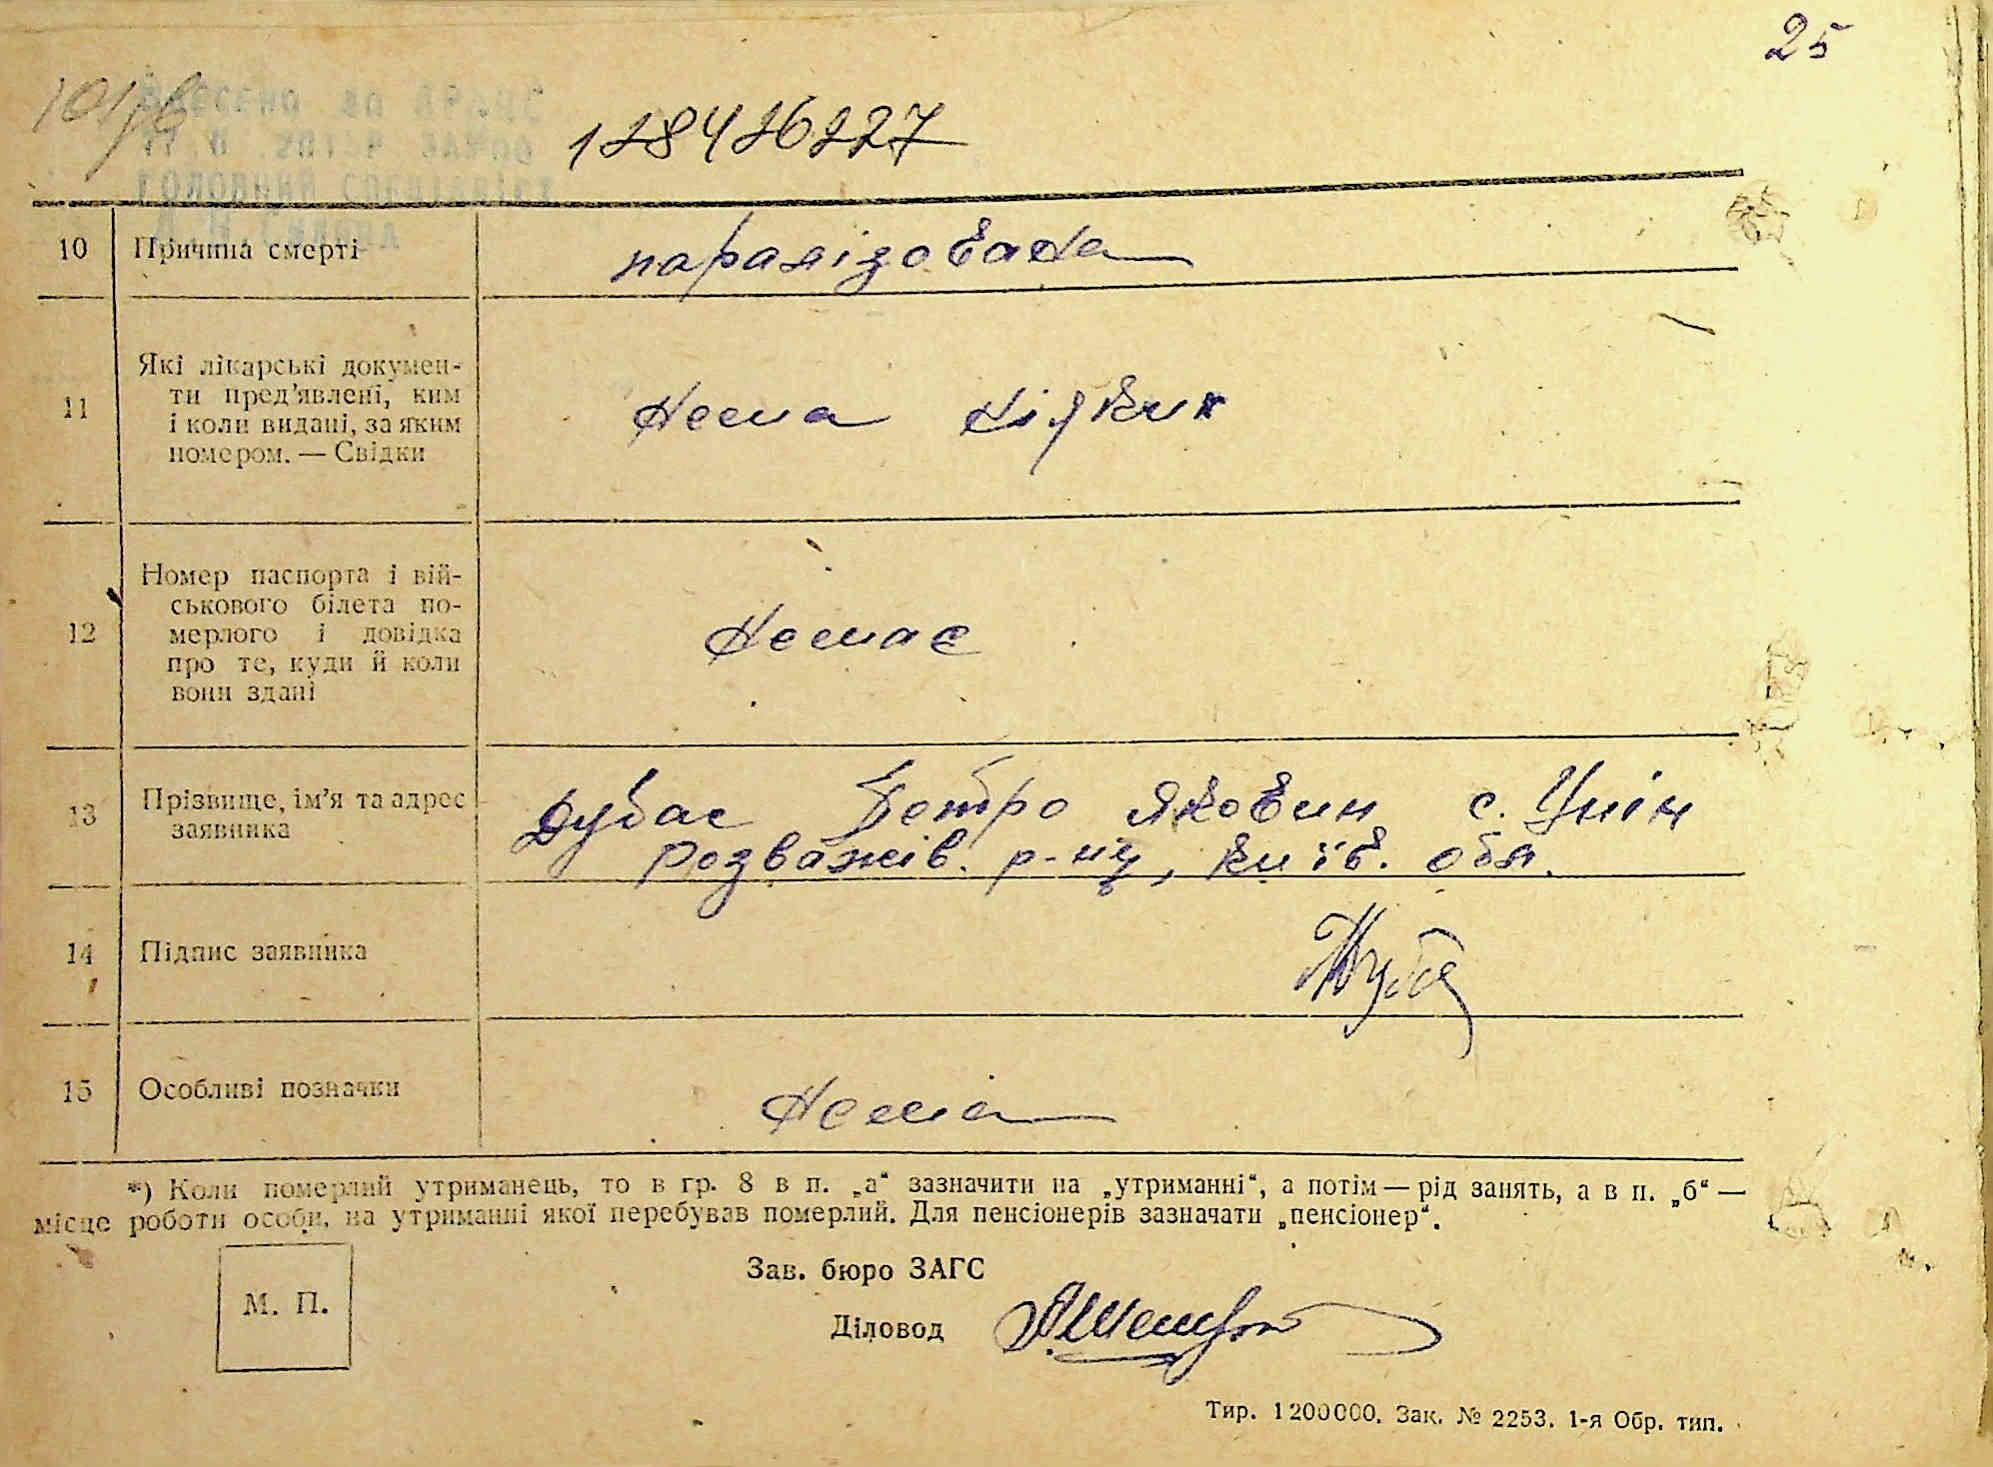 25
128426227
10 Причина смерті паралізована
11 Які лікарські докумен-
ти пред'явлені, ким
і коли видані, за яким
номером. — Свідки
Нема ніяких
12 Номер паспорта і вій-
ськового білета по-
мерлого і довідка
про те, куди й коли
вони здані
Немає
13 Прізвище, ім'я та адрес
заявника
Дубас Петро Якович с.
Розважів. р-ну, Київ. обл.
14 Підпис заявника
15 Особливі позначки Нема
*) Коли померлий утриманець, то в гр. 8 в п. „а“ зазначити на „утриманні“, а потім — рід занять, а в п. „б“ —
місце роботи особи, на утриманні якої перебував померлий. Для пенсіонерів зазначати „пенсіонер“.
М. П.
Зав. бюро ЗАГС
Діловод
Тир. 1200000. Зак. № 2253. 1-я Обр. тип.